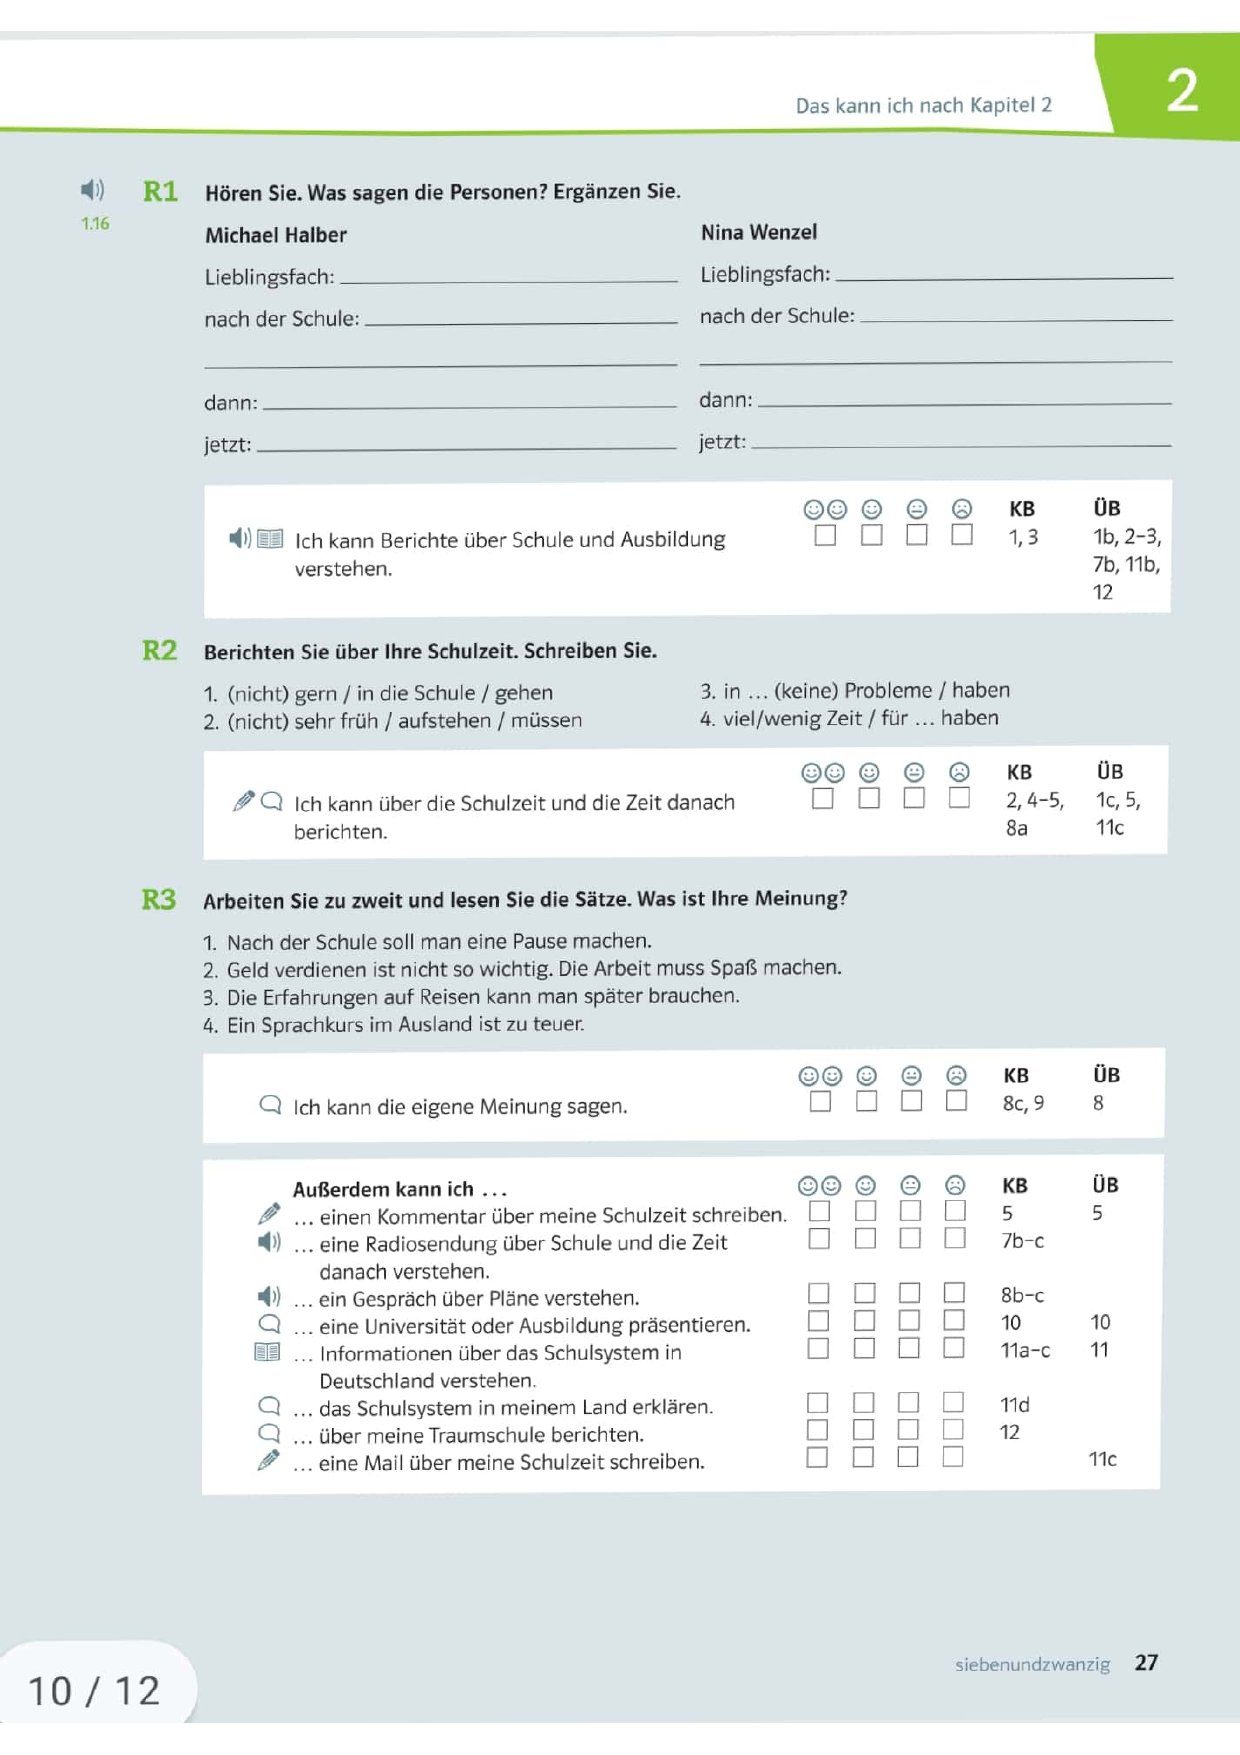 Das kann ich nach Kapitel 2
2
R1 Hören Sie. Was sagen die Personen? Ergänzen Sie.
1.16
Michael Halber
Lieblingsfach:
nach der Schule:
dann:
jetzt:
Nina Wenzel
Lieblingsfach:
nach der Schule:
dann:
jetzt:
KB ÜB
Ich kann Berichte über Schule und Ausbildung 1, 3 1b, 2–3,
verstehen. 7b, 11b,
12
R2 Berichten Sie über Ihre Schulzeit. Schreiben Sie.
1. (nicht) gern / in die Schule / gehen
2. (nicht) sehr früh / aufstehen / müssen
3. in … (keine) Probleme / haben
4. viel/wenig Zeit / für … haben
KB ÜB
Ich kann über die Schulzeit und die Zeit danach 2, 4–5, 1c, 5,
berichten. 8a 11c
R3 Arbeiten Sie zu zweit und lesen Sie die Sätze. Was ist Ihre Meinung?
1. Nach der Schule soll man eine Pause machen.
2. Geld verdienen ist nicht so wichtig. Die Arbeit muss Spaß machen.
3. Die Erfahrungen auf Reisen kann man später brauchen.
4. Ein Sprachkurs im Ausland ist zu teuer.
KB ÜB
Ich kann die eigene Meinung sagen. 8c, 9 8
Außerdem kann ich … KB ÜB
… einen Kommentar über meine Schulzeit schreiben. 5 5
… eine Radiosendung über Schule und die Zeit 7b–c
danach verstehen.
… ein Gespräch über Pläne verstehen. 8b–c
… eine Universität oder Ausbildung präsentieren. 10 10
… Informationen über das Schulsystem in 11a–c 11
Deutschland verstehen.
… das Schulsystem in meinem Land erklären. 11d
… über meine Traumschule berichten. 12
… eine Mail über meine Schulzeit schreiben. 11c
siebenundzwanzig 27
10 / 12